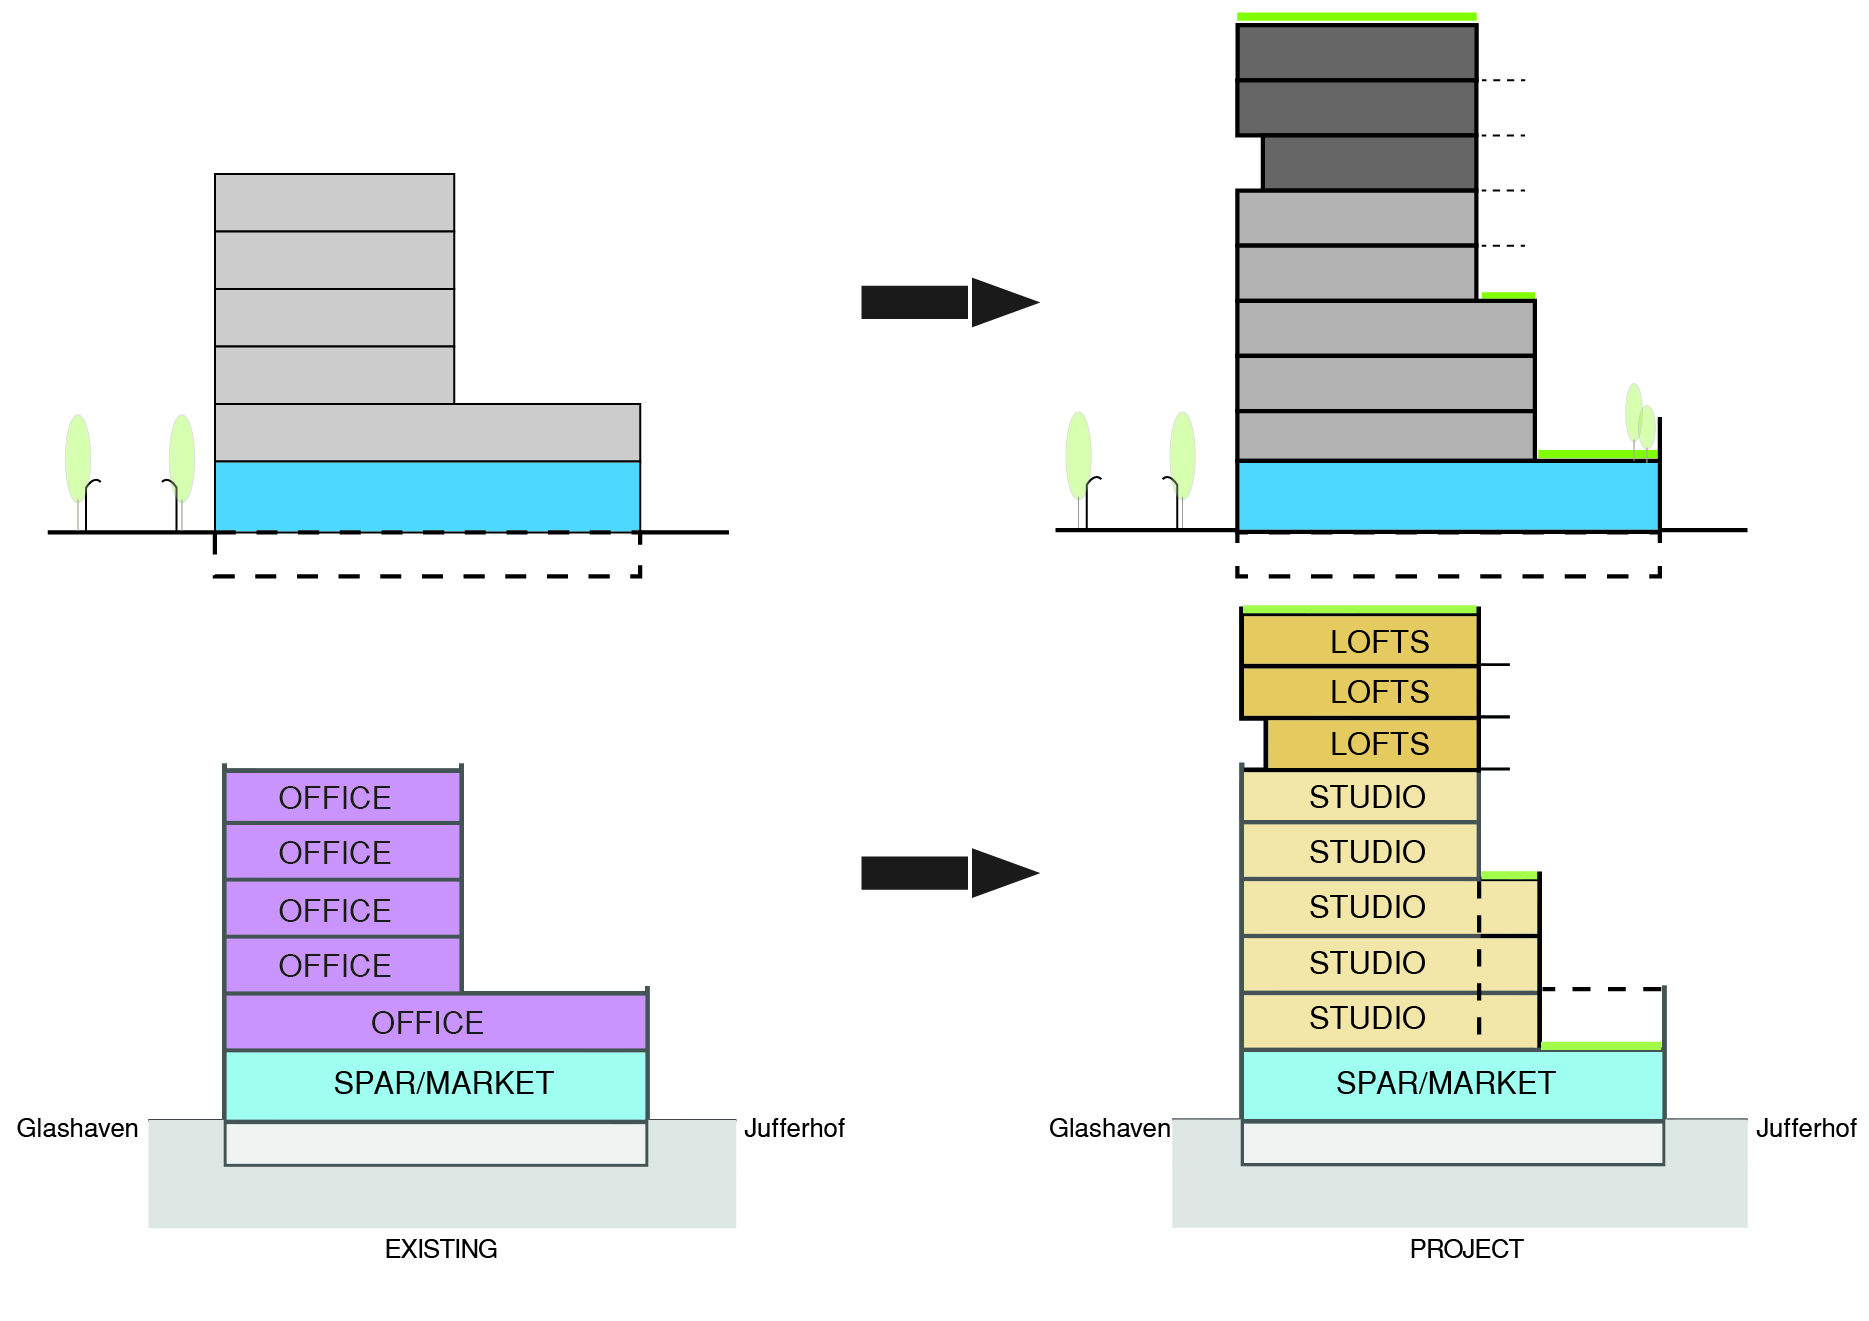 OFFICE
OFFICE
OFFICE
OFFICE
OFFICE
SPAR/MARKET
Glashaven
Jufferhof
EXISTING
LOFTS
LOFTS
LOFTS
STUDIO
STUDIO
STUDIO
STUDIO
STUDIO
SPAR/MARKET
Glashaven
Jufferhof
PROJECT